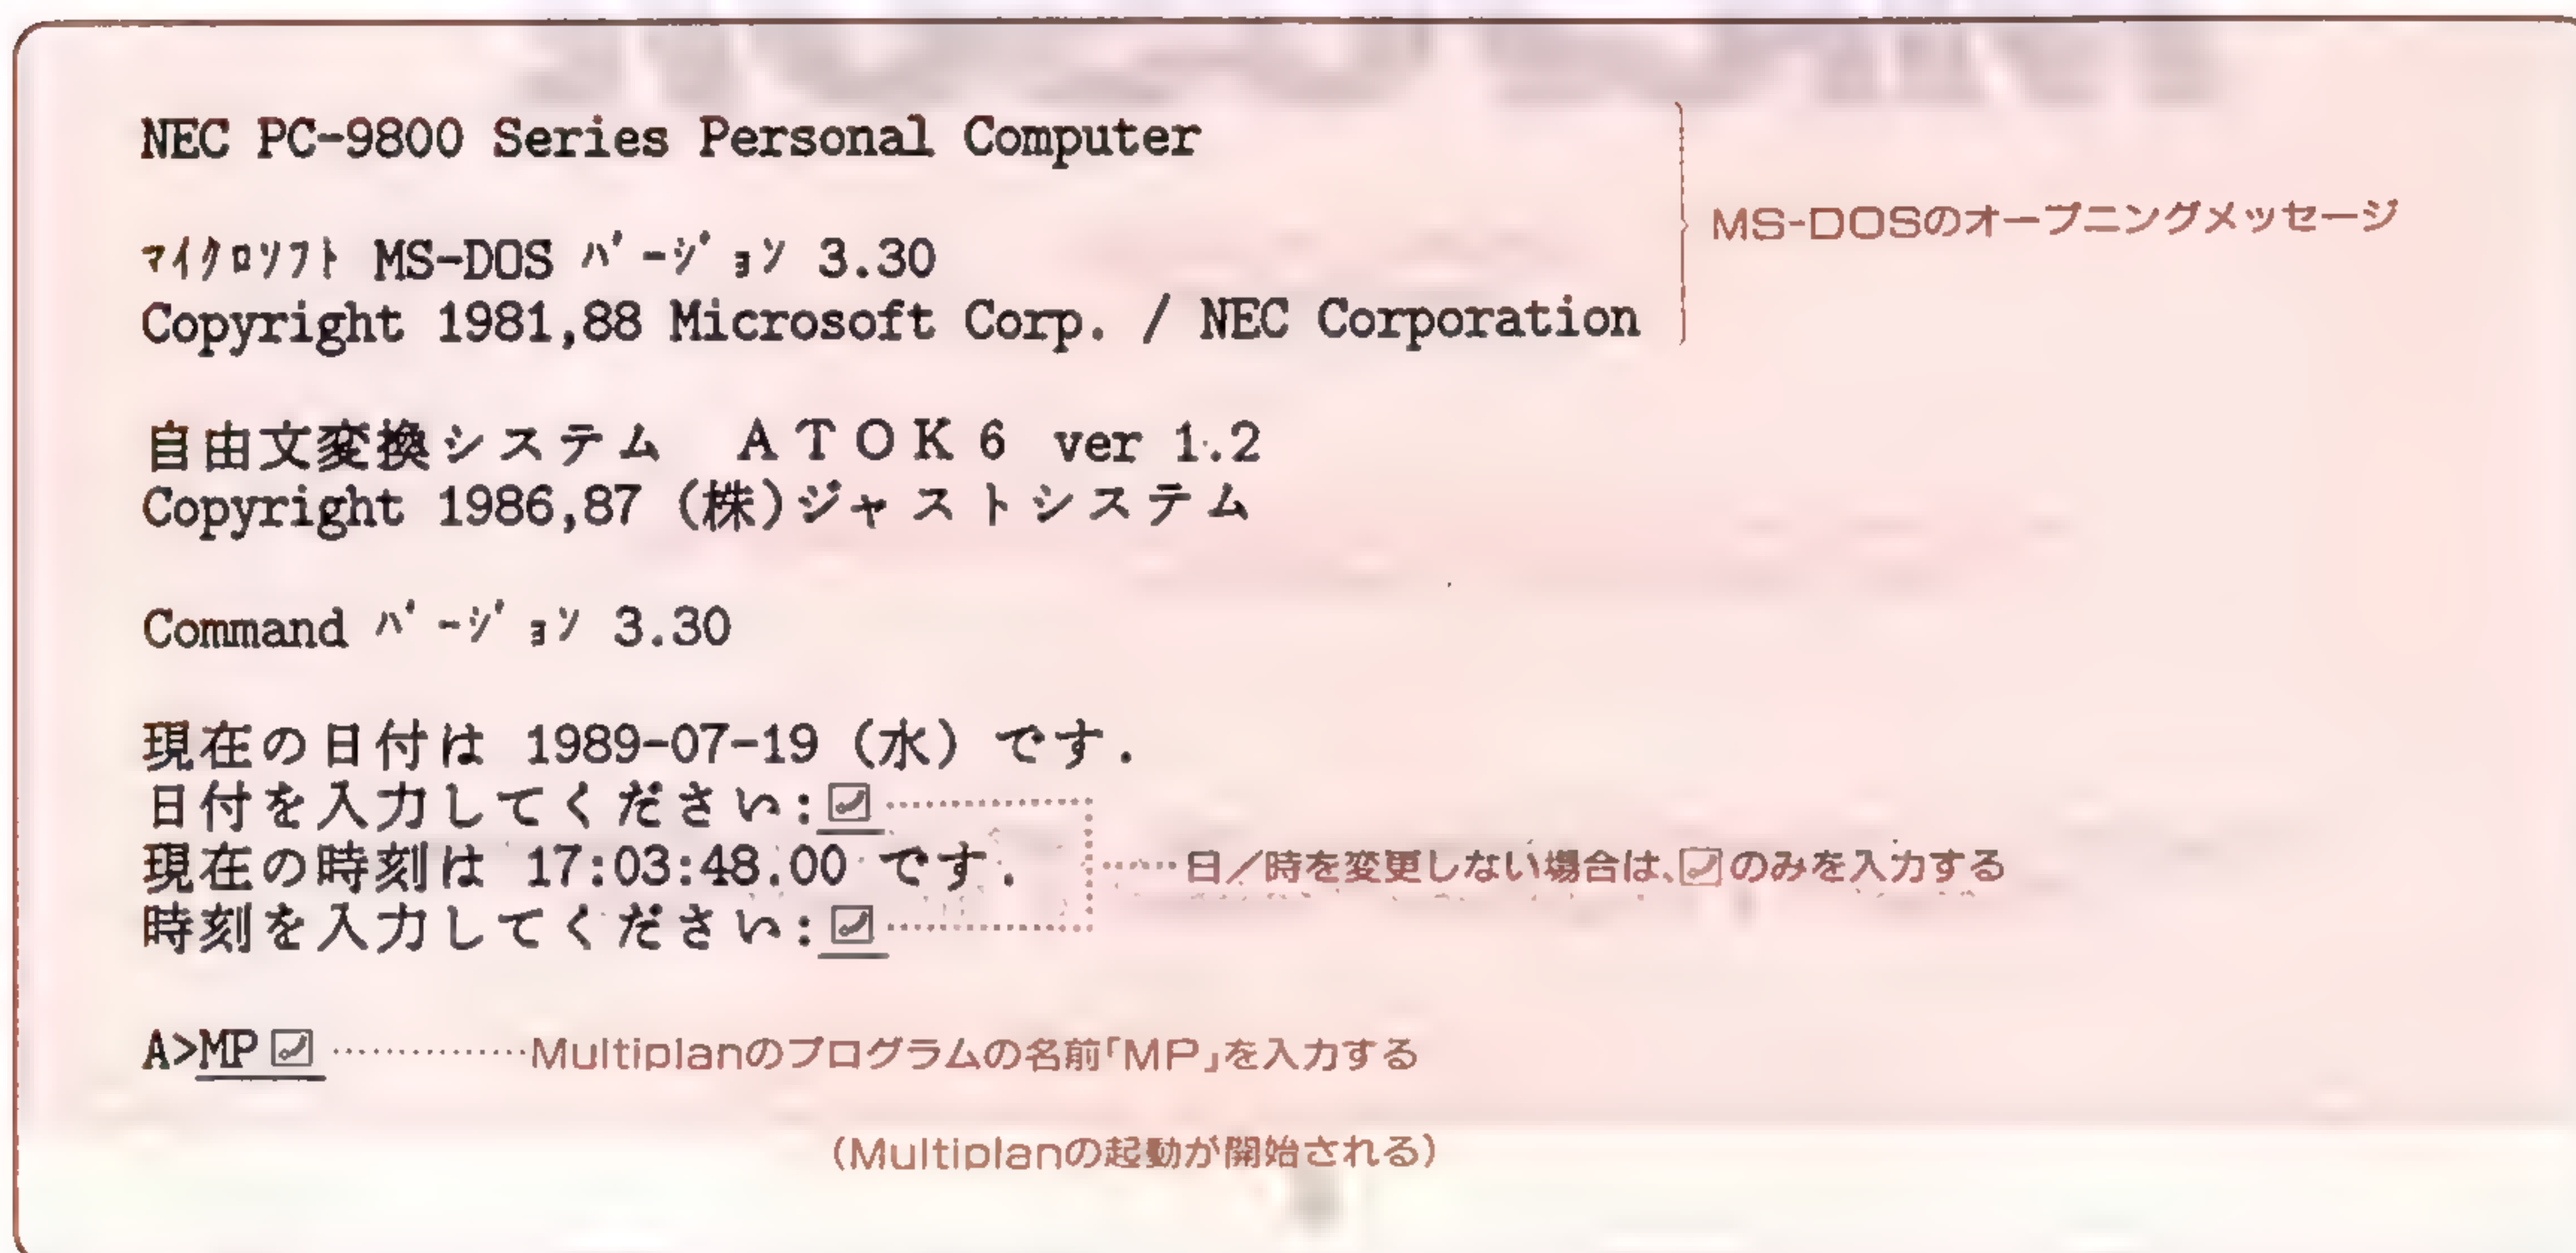 NEC PC-9800 Series Personal Computer
ﾏｲｸﾛｿﾌﾄ MS-DOS ﾊﾞｰｼﾞｮﾝ 3.30
MS-DOSのオープニングメッセージ
Copyright 1981,88 Microsoft Corp. / NEC Corporation
自由文変換システム　ＡＴＯＫ６ ver 1.2
Copyright 1986,87 (株)ジャストシステム
Command ﾊﾞｰｼﾞｮﾝ 3.30
現在の日付は 1989-07-19 (水) です.
日付を入力してください:↵
現在の時刻は 17:03:48.00 です.
日／時を変更しない場合は、↵のみを入力する
時刻を入力してください:↵
A>MP↵ ……………Multiplanのプログラムの名前「MP」を入力する
(Multiplanの起動が開始される)